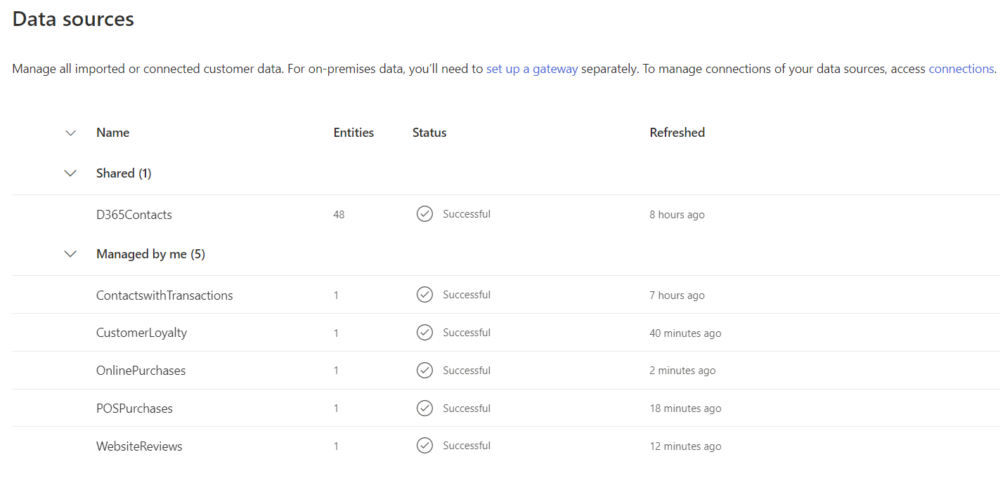 Data sources
Manage all imported or connected customer data. For on-premises data, you’ll need to set up a gateway separately. To manage connections of your data sources, access connections.
Name Entities Status Refreshed
Shared (1)
D365Contacts 48 Successful 8 hours ago
Managed by me (5)
ContactswithTransactions 1 Successful 7 hours ago
CustomerLoyalty 1 Successful 40 minutes ago
OnlinePurchases 1 Successful 2 minutes ago
POSPurchases 1 Successful 18 minutes ago
WebsiteReviews 1 Successful 12 minutes ago